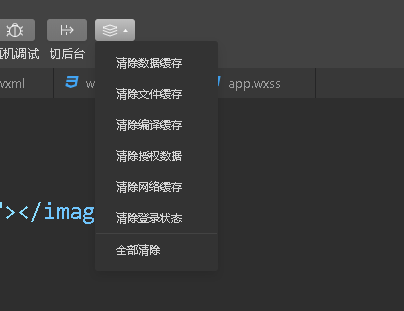 机调试 切后台
清除数据缓存
wxml w app.wxss
清除文件缓存
清除编译缓存
清除授权数据
清除网络缓存
"></imag
清除登录状态
全部清除